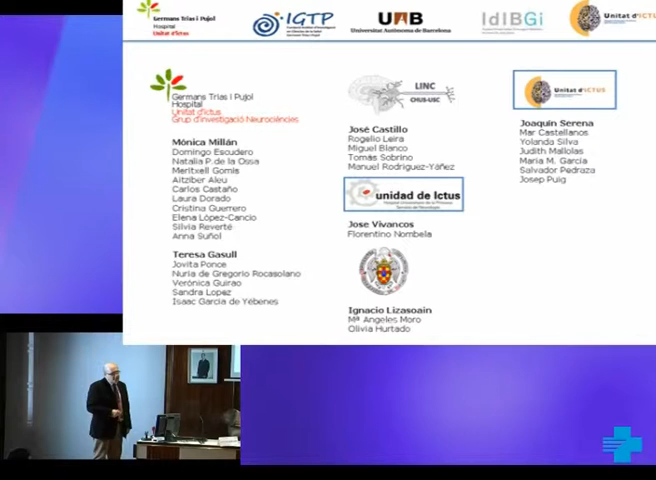 Germans Trias i Pujol
Hospital
Unitat d'Ictus
IGTP
UAB
Universitat Autònoma de Barcelona
IdIBGi
Unitat d'ICTUS
Germans Trias i Pujol
Hospital
Unitat d'Ictus
Grup d'Investigació Neurociències
Mónica Millán
Domingo Escudero
Natalia P.de la Ossa
Meritxell Gomis
Aitziber Aleu
Carlos Castaño
Laura Dorado
Cristina Guerrero
Elena López-Cancio
Silvia Reverté
Anna Suñol
Teresa Gasull
Jovita Ponce
Nuria de Gregorio Rocasolano
Verónica Guirao
Sandra Lopez
Isaac García de Yébenes
LINC
CHUS-USC
José Castillo
Rogelio Leira
Miguel Blanco
Tomás Sobrino
Manuel Rodríguez-Yáñez
unidad de Ictus
Jose Vivancos
Florentino Nombela
Ignacio Lizasoain
Mª Angeles Moro
Olivia Hurtado
Unitat d'ICTUS
Joaquín Serena
Mar Castellanos
Yolanda Silva
Judith Mallolas
Maria M. García
Salvador Pedraza
Josep Puig